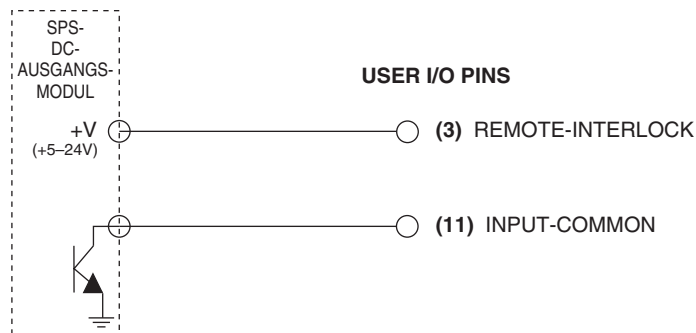 SPS-
DC-
AUSGANGS-
MODUL
USER I/O PINS
+V
(+5–24V)
(3) REMOTE-INTERLOCK
(11) INPUT-COMMON